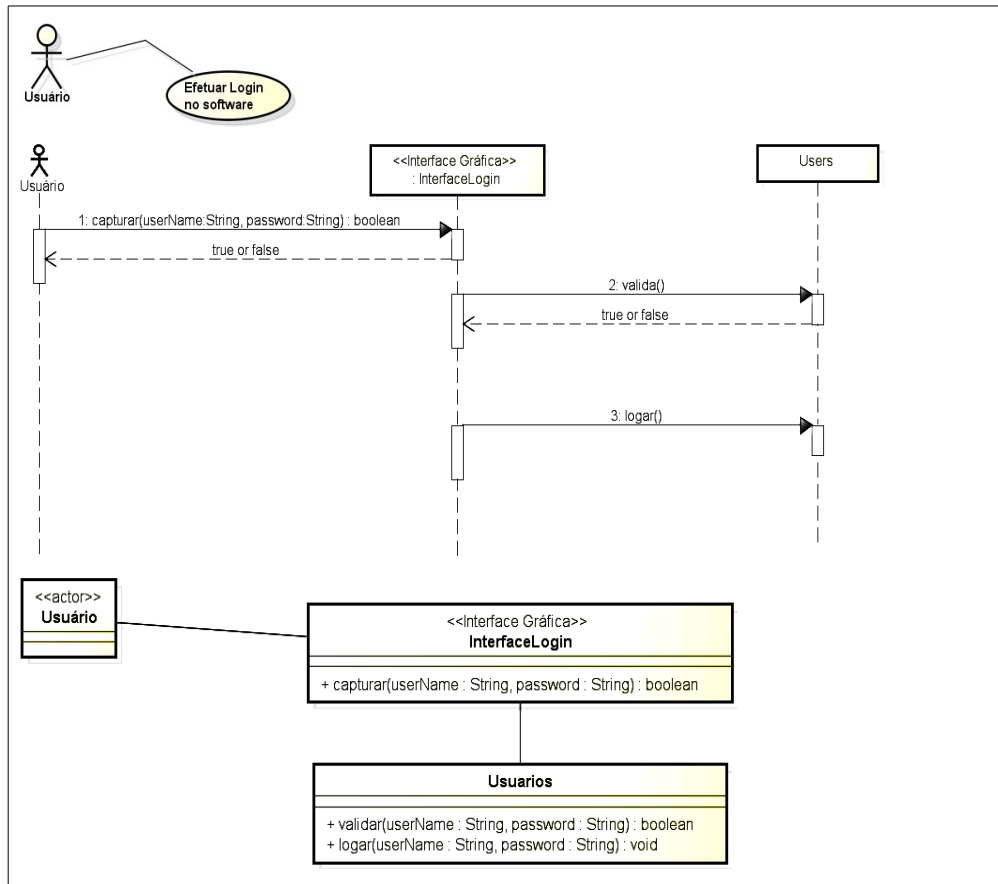 Usuário
Efetuar Login
no software
Usuário
<<Interface Gráfica>>
: InterfaceLogin
Users
1: capturar(userName:String, password:String) : boolean
true or false
2: valida()
true or false
3: logar()
<<actor>>
Usuário
<<Interface Gráfica>>
InterfaceLogin
+ capturar(userName : String, password : String) : boolean
Usuarios
+ validar(userName : String, password : String) : boolean
+ logar(userName : String, password : String) : void